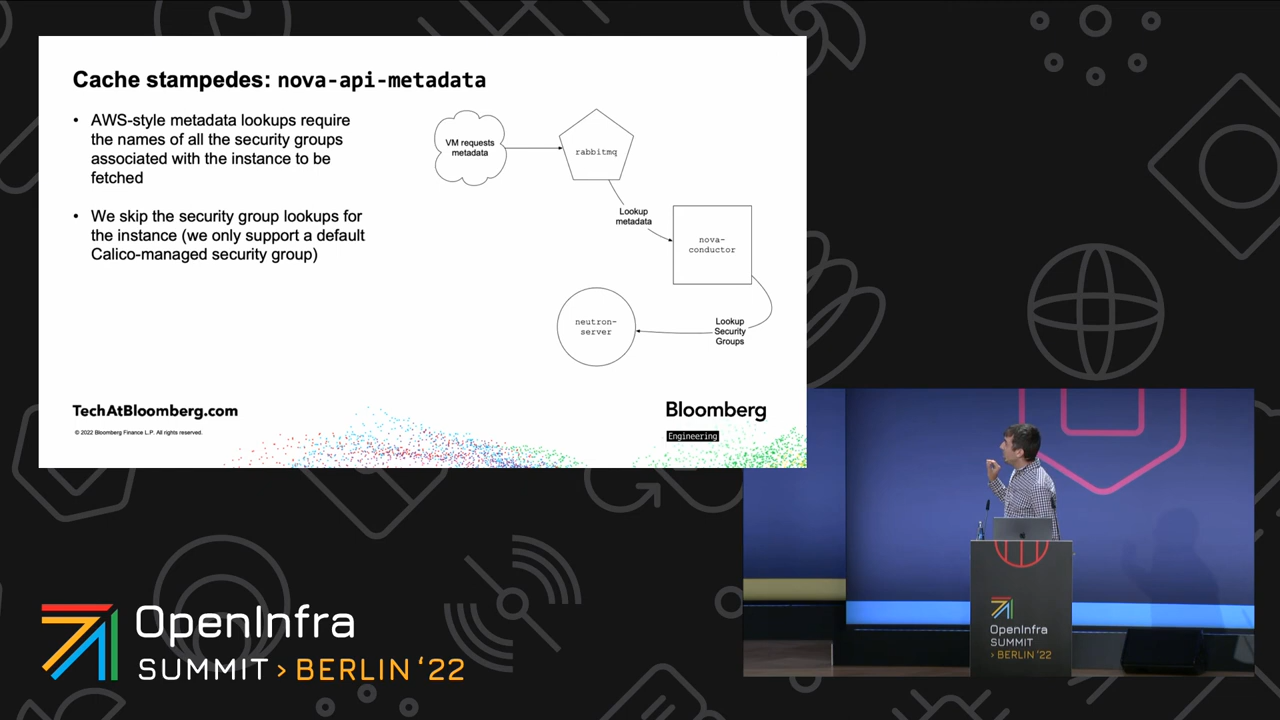 Cache stampedes: nova-api-metadata
• AWS-style metadata lookups require
the names of all the security groups
associated with the instance to be
fetched
• We skip the security group lookups for
the instance (we only support a default
Calico-managed security group)
VM requests
metadata
rabbitmq
Lookup
metadata
nova-
conductor
neutron-
server
Lookup
Security
Groups
TechAtBloomberg.com
© 2022 Bloomberg Finance L.P. All rights reserved.
Bloomberg
Engineering
OpenInfra
SUMMIT > BERLIN '22
OpenInfra
SUMMIT
> BERLIN '22